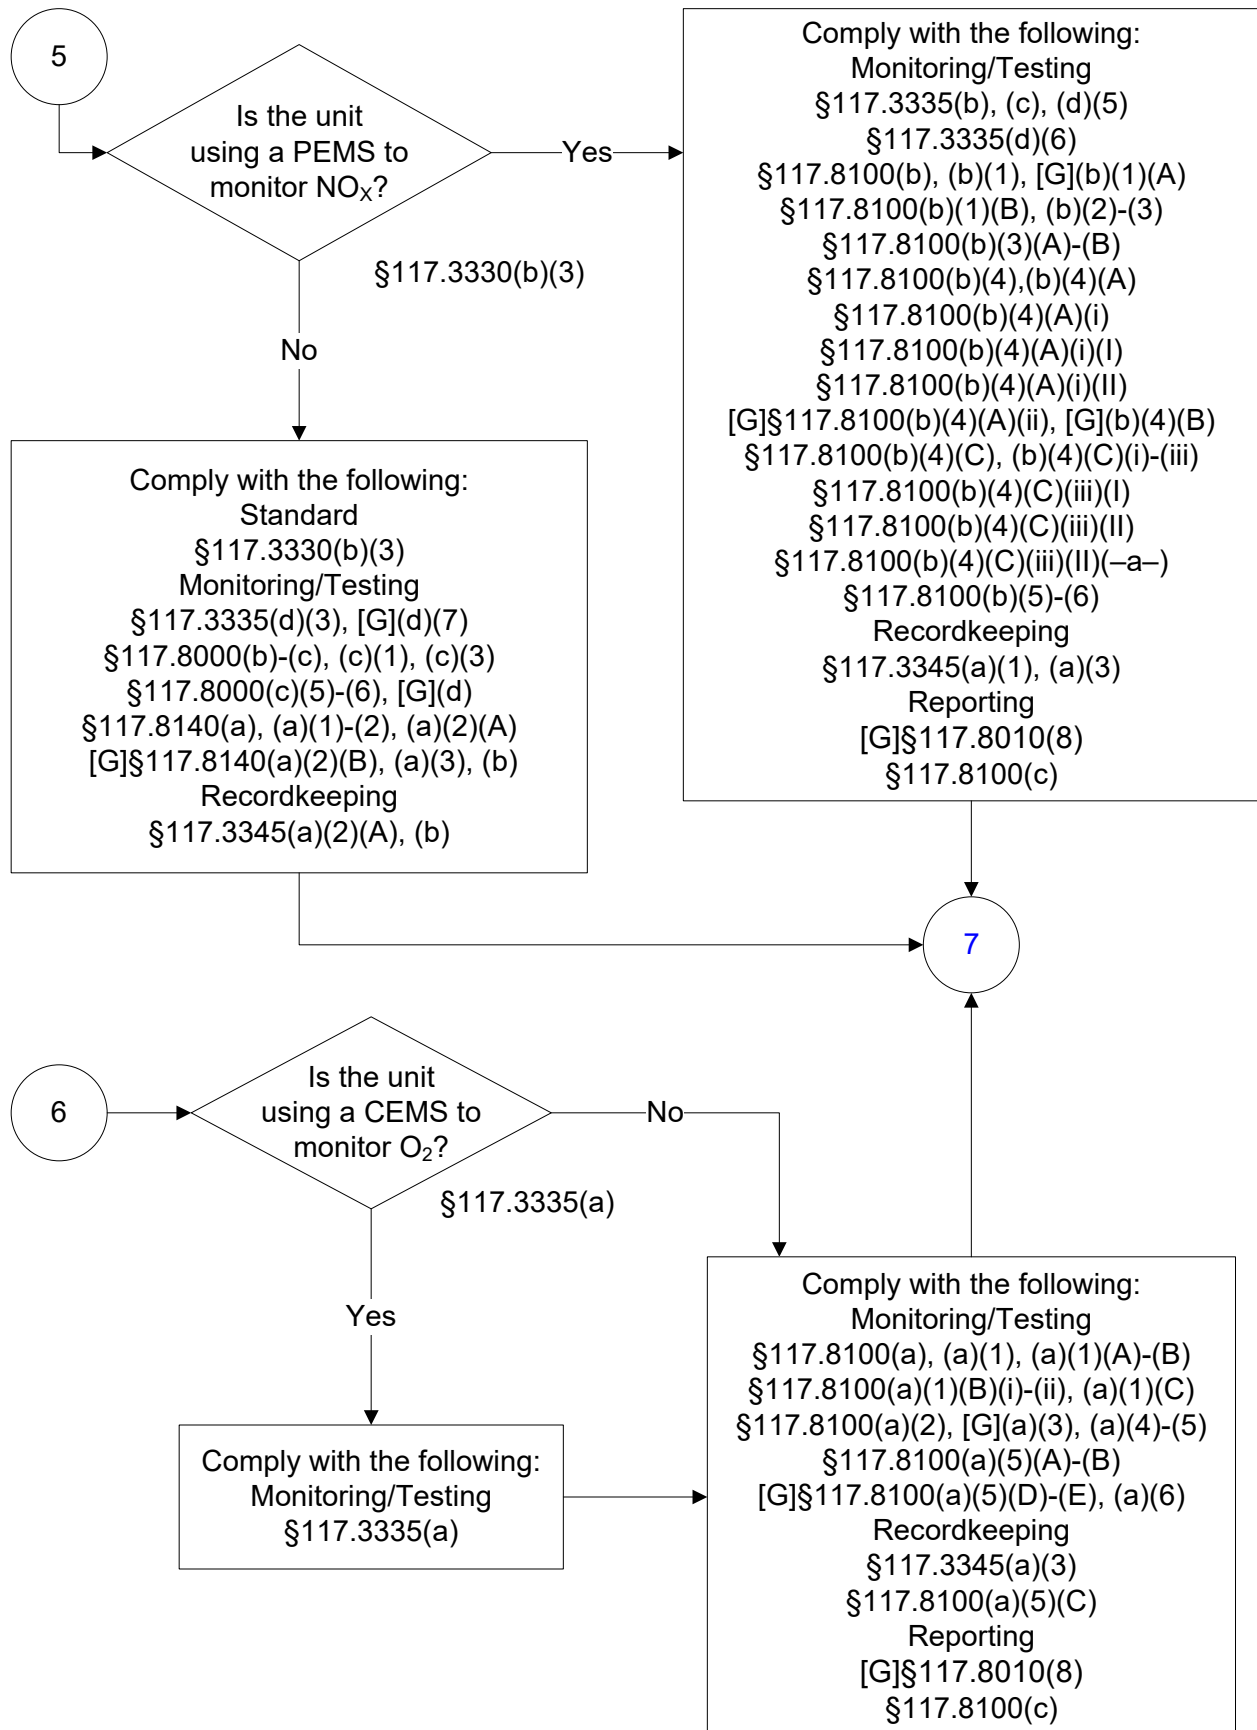 5
Is the unit
using a PEMS to
monitor NOX?
Yes
§117.3330(b)(3)
No
Comply with the following:
Monitoring/Testing
§117.3335(b), (c), (d)(5)
§117.3335(d)(6)
§117.8100(b), (b)(1), [G](b)(1)(A)
§117.8100(b)(1)(B), (b)(2)-(3)
§117.8100(b)(3)(A)-(B)
§117.8100(b)(4),(b)(4)(A)
§117.8100(b)(4)(A)(i)
§117.8100(b)(4)(A)(i)(I)
§117.8100(b)(4)(A)(i)(II)
[G]§117.8100(b)(4)(A)(ii), [G](b)(4)(B)
§117.8100(b)(4)(C), (b)(4)(C)(i)-(iii)
§117.8100(b)(4)(C)(iii)(I)
§117.8100(b)(4)(C)(iii)(II)
§117.8100(b)(4)(C)(iii)(II)(–a–)
§117.8100(b)(5)-(6)
Recordkeeping
§117.3345(a)(1), (a)(3)
Reporting
[G]§117.8010(8)
§117.8100(c)
Comply with the following:
Standard
§117.3330(b)(3)
Monitoring/Testing
§117.3335(d)(3), [G](d)(7)
§117.8000(b)-(c), (c)(1), (c)(3)
§117.8000(c)(5)-(6), [G](d)
§117.8140(a), (a)(1)-(2), (a)(2)(A)
[G]§117.8140(a)(2)(B), (a)(3), (b)
Recordkeeping
§117.3345(a)(2)(A), (b)
7
6
Is the unit
using a CEMS to
monitor O2?
No
§117.3335(a)
Yes
Comply with the following:
Monitoring/Testing
§117.3335(a)
Comply with the following:
Monitoring/Testing
§117.8100(a), (a)(1), (a)(1)(A)-(B)
§117.8100(a)(1)(B)(i)-(ii), (a)(1)(C)
§117.8100(a)(2), [G](a)(3), (a)(4)-(5)
§117.8100(a)(5)(A)-(B)
[G]§117.8100(a)(5)(D)-(E), (a)(6)
Recordkeeping
§117.3345(a)(3)
§117.8100(a)(5)(C)
Reporting
[G]§117.8010(8)
§117.8100(c)